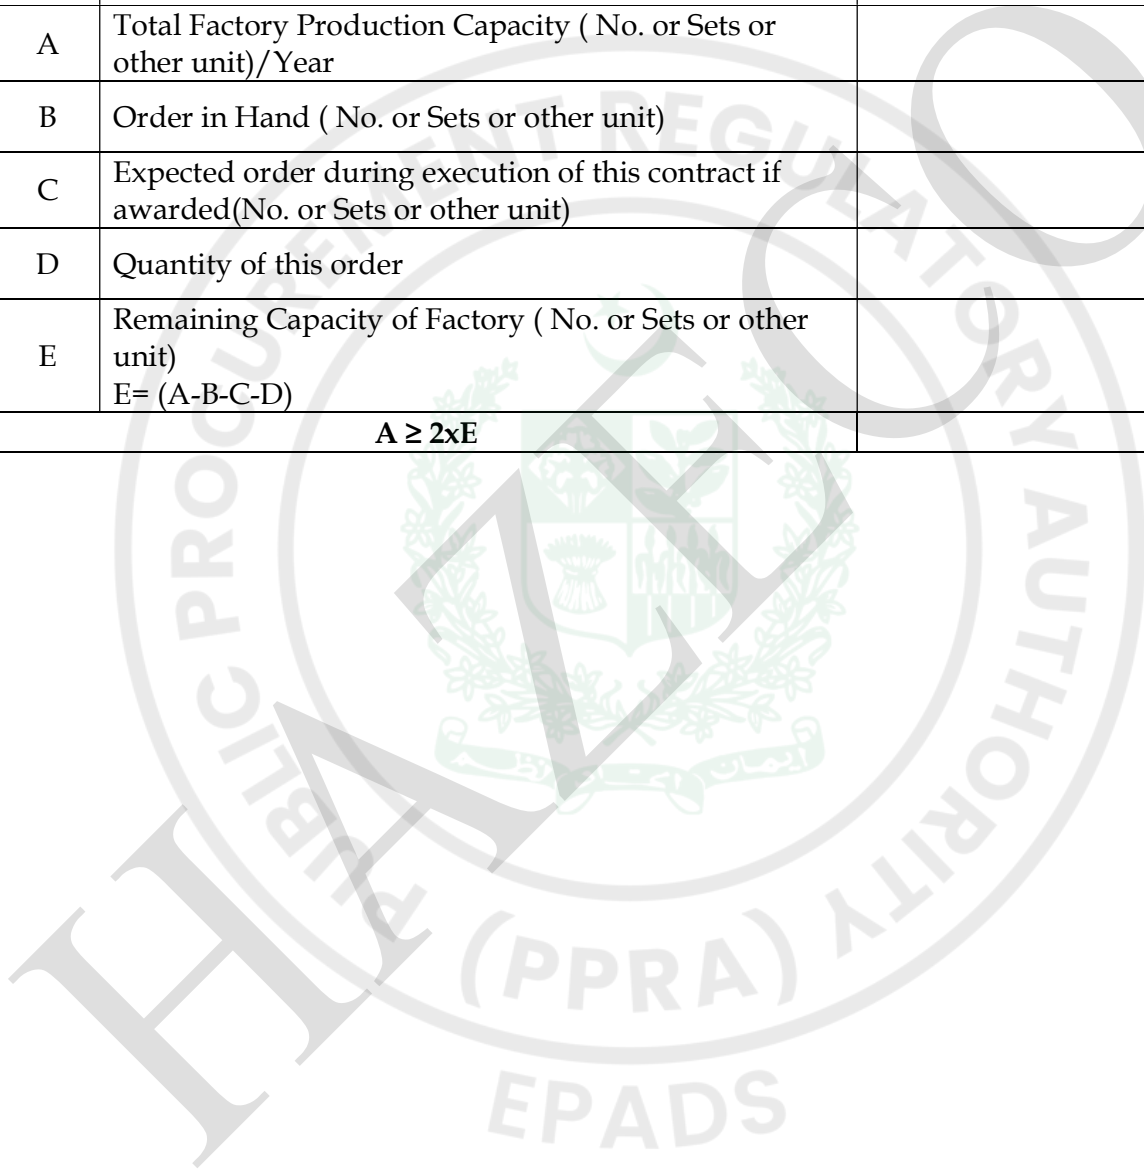 A
Total Factory Production Capacity ( No. or Sets or
other unit)/Year
B
Order in Hand ( No. or Sets or other unit)
C
Expected order during execution of this contract if
awarded(No. or Sets or other unit)
D
Quantity of this order
E
Remaining Capacity of Factory ( No. or Sets or other
unit)
E= (A-B-C-D)
A ≥ 2xE
PUBLIC PROCUREMENT REGULATORY AUTHORITY
(PPRA)
EPADS
HAZECO